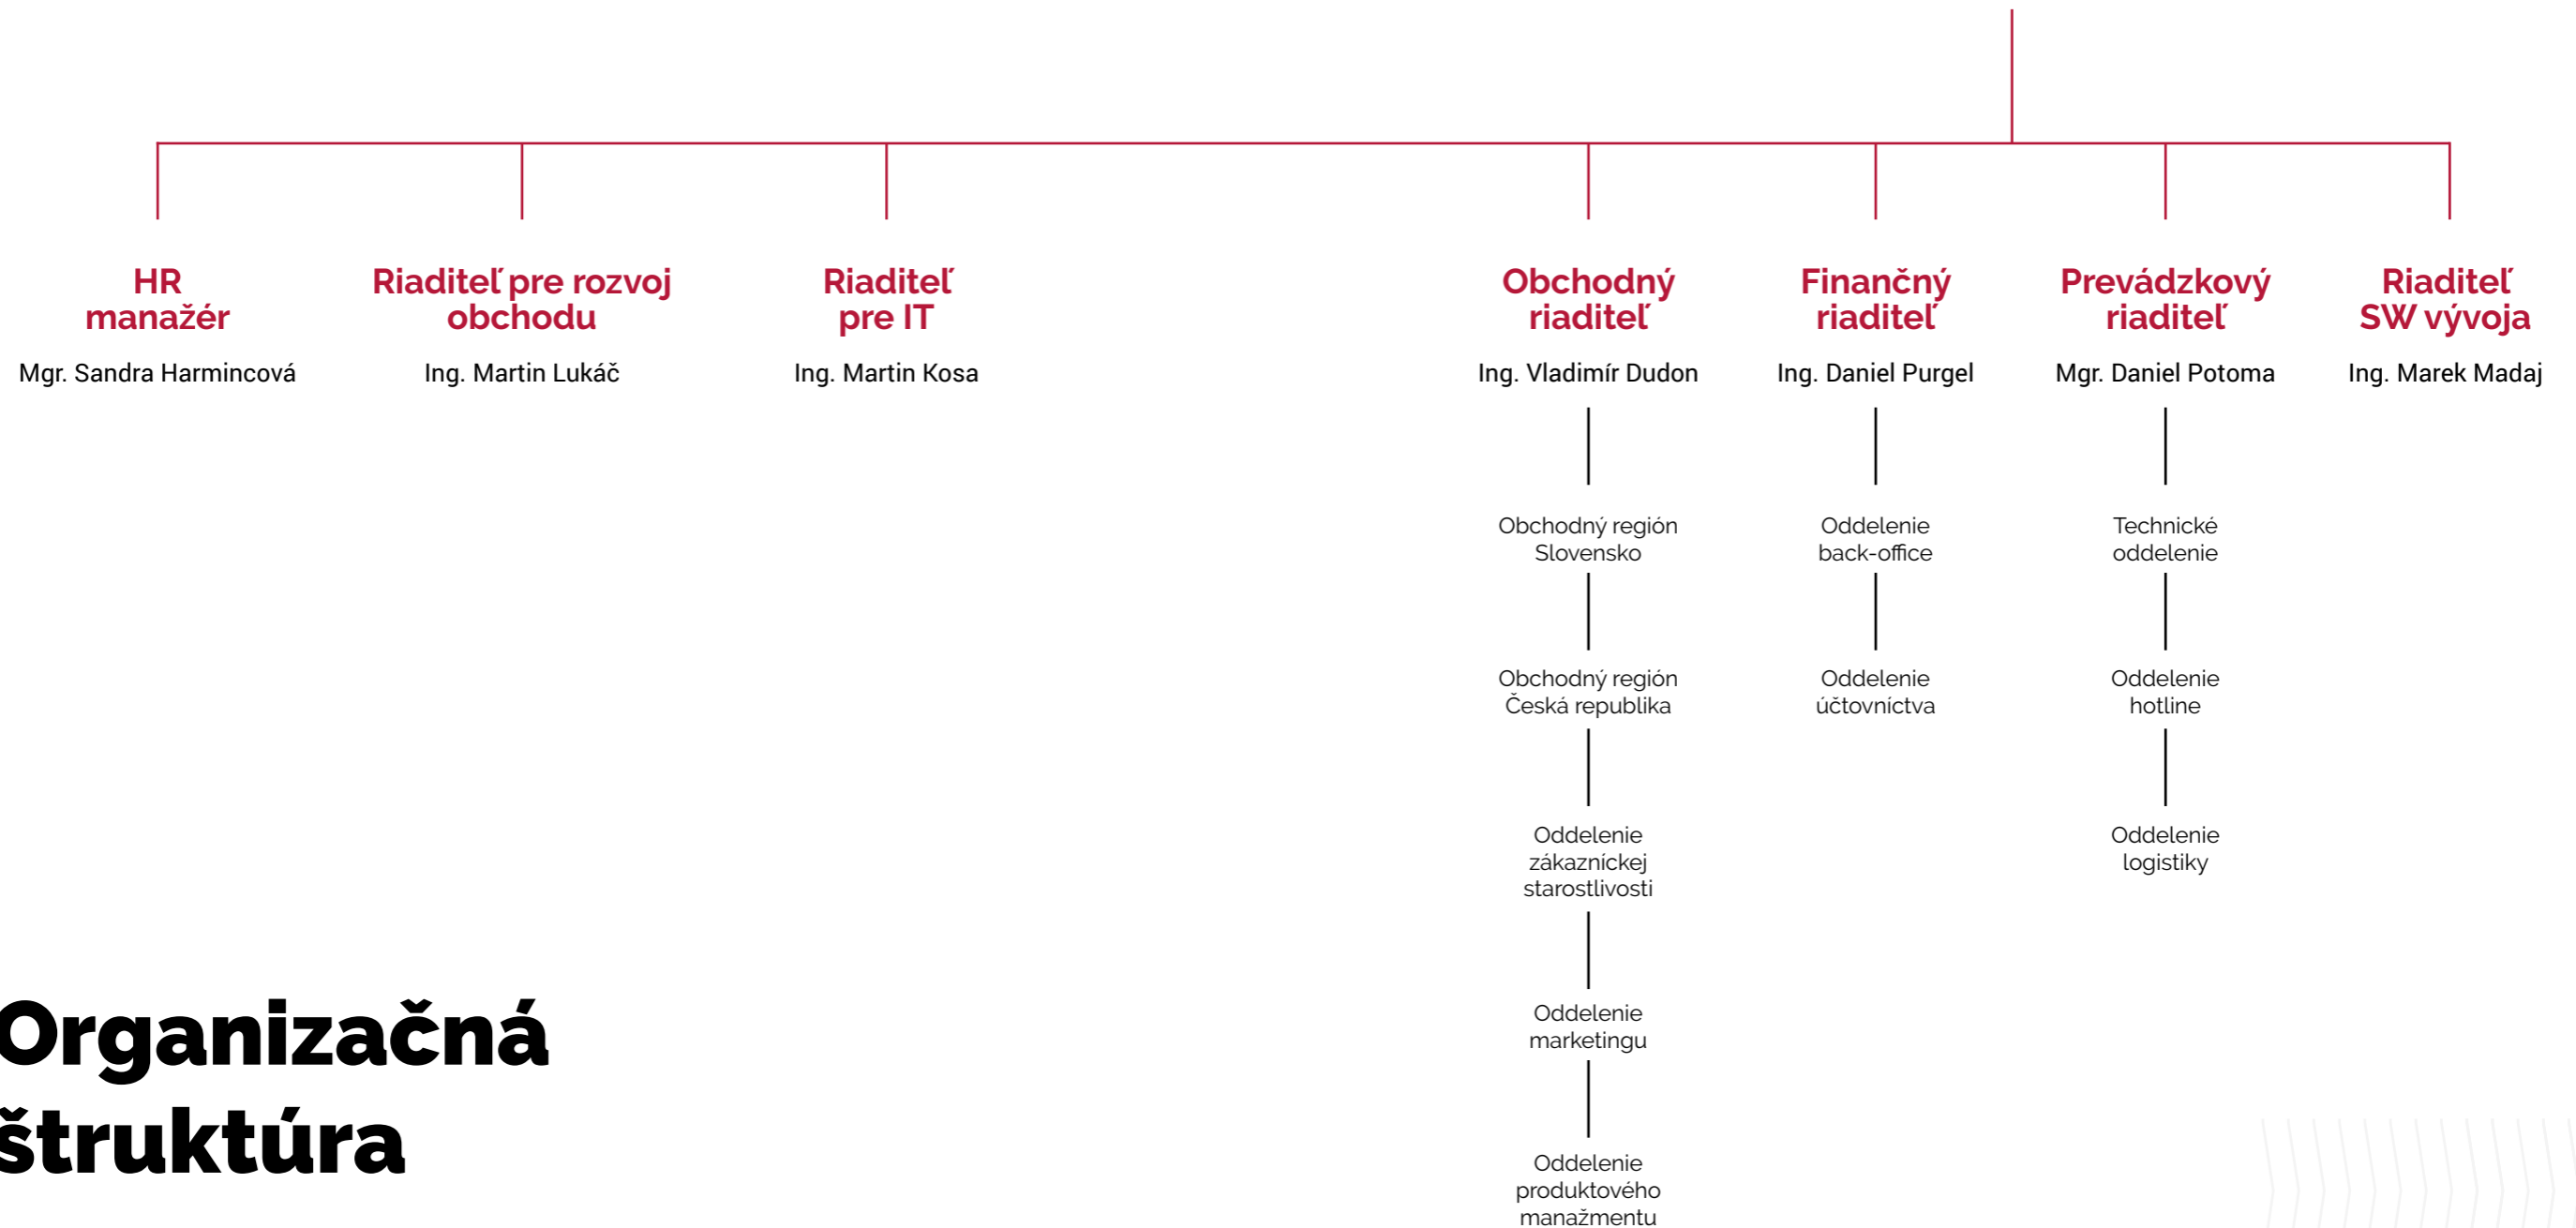 HR
manažér
Mgr. Sandra Harmincová
Riaditeľ pre rozvoj
obchodu
Ing. Martin Lukáč
Riaditeľ
pre IT
Ing. Martin Kosa
Obchodný
riaditeľ
Ing. Vladimír Dudon
Obchodný región
Slovensko
Obchodný región
Česká republika
Oddelenie
zákazníckej
starostlivosti
Oddelenie
marketingu
Oddelenie
produktového
manažmentu
Finančný
riaditeľ
Ing. Daniel Purgel
Oddelenie
back-office
Oddelenie
účtovníctva
Prevádzkový
riaditeľ
Mgr. Daniel Potoma
Technické
oddelenie
Oddelenie
hotline
Oddelenie
logistiky
Riaditeľ
SW vývoja
Ing. Marek Madaj
Organizačná
štruktúra